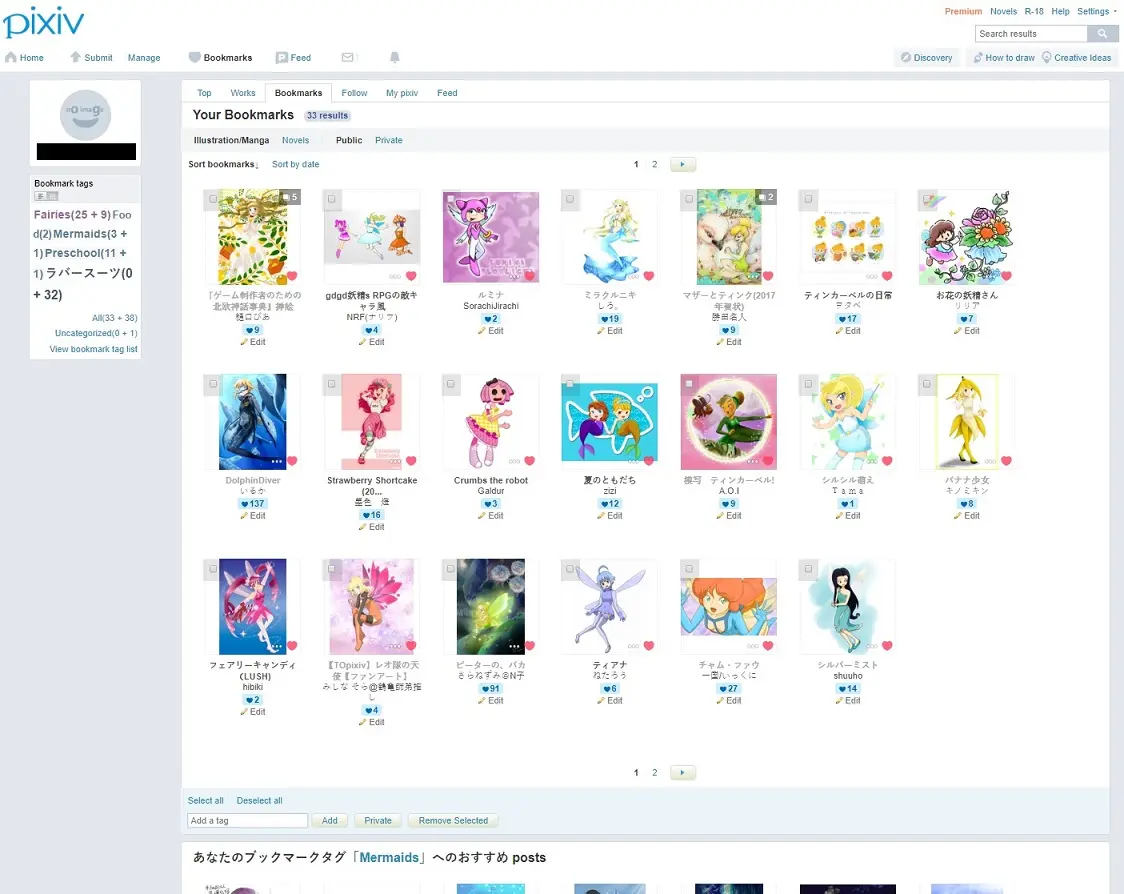 pixiv
Premium Novels R-18 Help Settings
Search results
Home Submit Manage Bookmarks Feed
Discovery How to draw Creative Ideas
no image
Top Works Bookmarks Follow My pixiv Feed
Your Bookmarks 33 results
Illustration/Manga Novels Public Private
Sort bookmarks↓ Sort by date
1 2
Bookmark tags
Fairies(25 + 9) Foo
d(2) Mermaids(3 +
1) Preschool(11 +
1) ラバースーツ(0
+ 32)
All(33 + 38)
Uncategorized(0 + 1)
View bookmark tag list
5
2
『ゲーム制作者のための北欧神話事典』挿絵
樋口ぴあ
9
Edit
gdgd妖精s RPGの敵キャラ風
NRF(ナリフ)
4
Edit
ルミナ
SorachiJirachi
2
Edit
ミラクルニキ
しう。
19
Edit
マザーとティンク(2017年賀状)
勝田名人
9
Edit
ティンカーベルの日常
17
Edit
お花の妖精さん
リリア
7
Edit
DolphinDiver
いるか
137
Edit
Strawberry Shortcake (20...
16
Edit
Crumbs the robot
Galdur
3
Edit
夏のともだち
zizi
12
Edit
模写 ティンカーベル!
A.O.I
9
Edit
シルシル萌え
Ｔａｍａ
1
Edit
バナナ少女
キノミキン
8
Edit
フェアリーキャンディ(LUSH)
hibiki
2
Edit
【TOpixiv】レオ隊の天使【ファンアート】
みしな そら@鶴亀師弟推し
4
Edit
ピーターの、バカ
きらねずみ@N子
91
Edit
ティアナ
ねたろう
6
Edit
チャム・ファウ
一国/いっくに
27
Edit
シルバーミスト
shuuho
14
Edit
1 2
Select all Deselect all
Add a tag Add Private Remove Selected
あなたのブックマークタグ「Mermaids」へのおすすめ posts